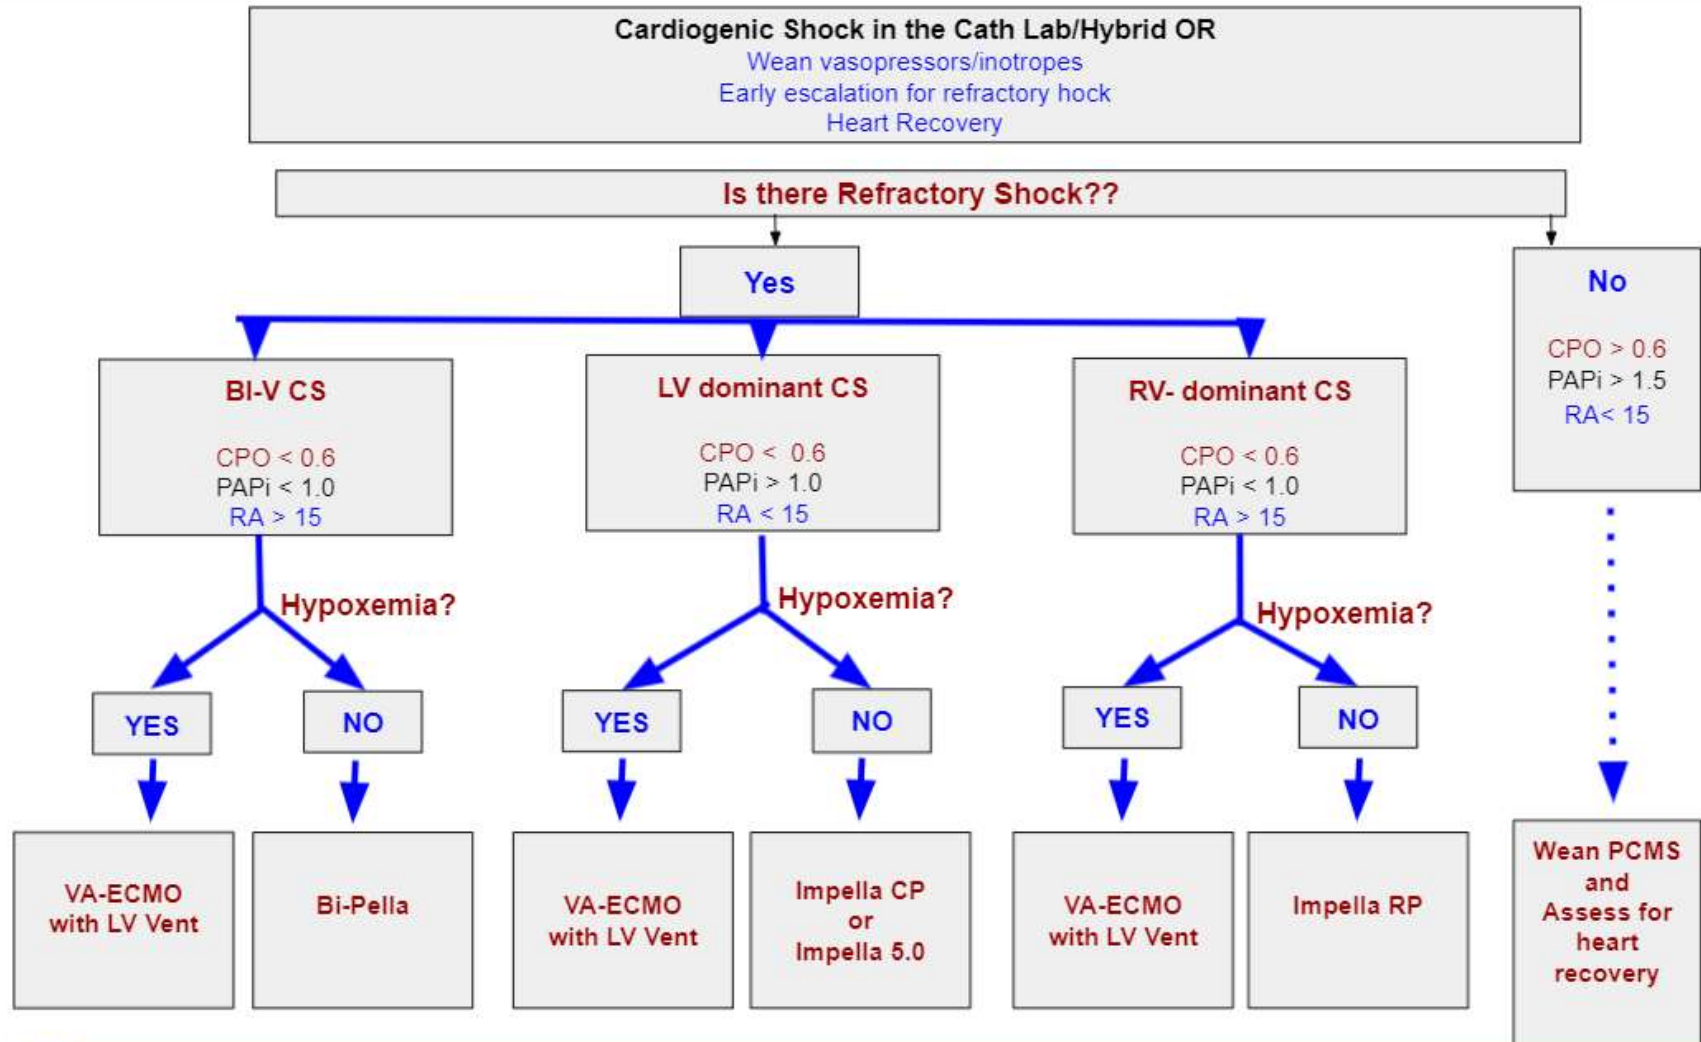 Cardiogenic Shock in the Cath Lab/Hybrid OR
Wean vasopressors/inotropes
Early escalation for refractory hock
Heart Recovery
Is there Refractory Shock??
Yes
No
CPO > 0.6
PAPi > 1.5
RA< 15
BI-V CS
CPO < 0.6
PAPi < 1.0
RA > 15
LV dominant CS
CPO < 0.6
PAPi > 1.0
RA < 15
RV- dominant CS
CPO < 0.6
PAPi < 1.0
RA > 15
Hypoxemia?
Hypoxemia?
Hypoxemia?
YES
NO
YES
NO
YES
NO
VA-ECMO
with LV Vent
Bi-Pella
VA-ECMO
with LV Vent
Impella CP
or
Impella 5.0
VA-ECMO
with LV Vent
Impella RP
Wean PCMS
and
Assess for
heart
recovery